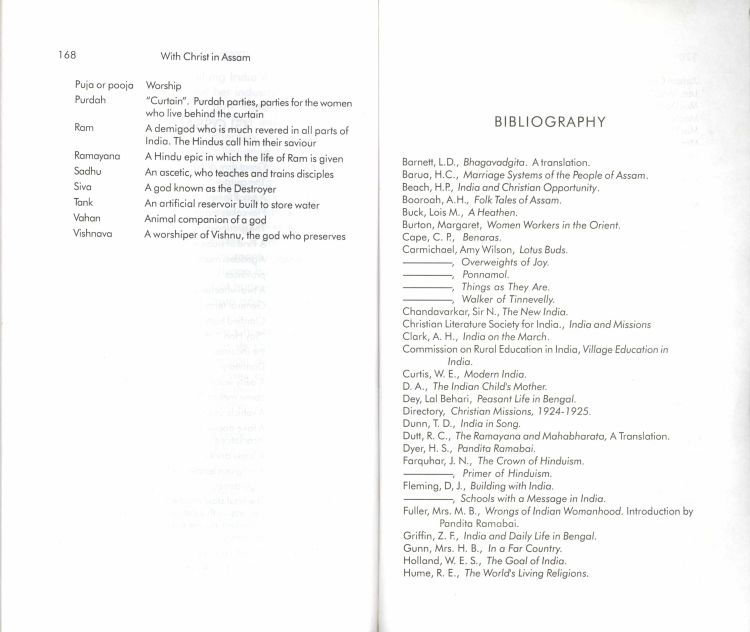 168
With Christ in Assam
Puja or pooja Worship
Purdah "Curtain". Purdah parties, parties for the women
who live behind the curtain
Ram A demigod who is much revered in all parts of
India. The Hindus call him their saviour
Ramayana A Hindu epic in which the life of Ram is given
Sadhu An ascetic, who teaches and trains disciples
Siva A god known as the Destroyer
Tank An artificial reservoir built to store water
Vahan Animal companion of a god
Vishnava A worshiper of Vishnu, the god who preserves
BIBLIOGRAPHY
Barnett, L.D., Bhagavadgita. A translation.
Barua, H.C., Marriage Systems of the People of Assam.
Beach, H.P., India and Christian Opportunity.
Booroah, A.H., Folk Tales of Assam.
Buck, Lois M., A Heathen.
Burton, Margaret, Women Workers in the Orient.
Cape, C. P., Benaras.
Carmichael, Amy Wilson, Lotus Buds.
________, Overweights of Joy.
________, Ponnamol.
________, Things as They Are.
________, Walker of Tinnevelly.
Chandavarkar, Sir N., The New India.
Christian Literature Society for India., India and Missions
Clark, A. H., India on the March.
Commission on Rural Education in India, Village Education in
India.
Curtis, W. E., Modern India.
D. A., The Indian Child's Mother.
Dey, Lal Behari, Peasant Life in Bengal.
Directory, Christian Missions, 1924-1925.
Dunn, T. D., India in Song.
Dutt, R. C., The Ramayana and Mahabharata, A Translation.
Dyer, H. S., Pandita Ramabai.
Farquhar, J. N., The Crown of Hinduism.
________, Primer of Hinduism.
Fleming, D, J., Building with India.
________, Schools with a Message in India.
Fuller, Mrs. M. B., Wrongs of Indian Womanhood. Introduction by
Pandita Ramabai.
Griffin, Z. F., India and Daily Life in Bengal.
Gunn, Mrs. H. B., In a Far Country.
Holland, W. E. S., The Goal of India.
Hume, R. E., The World's Living Religions.